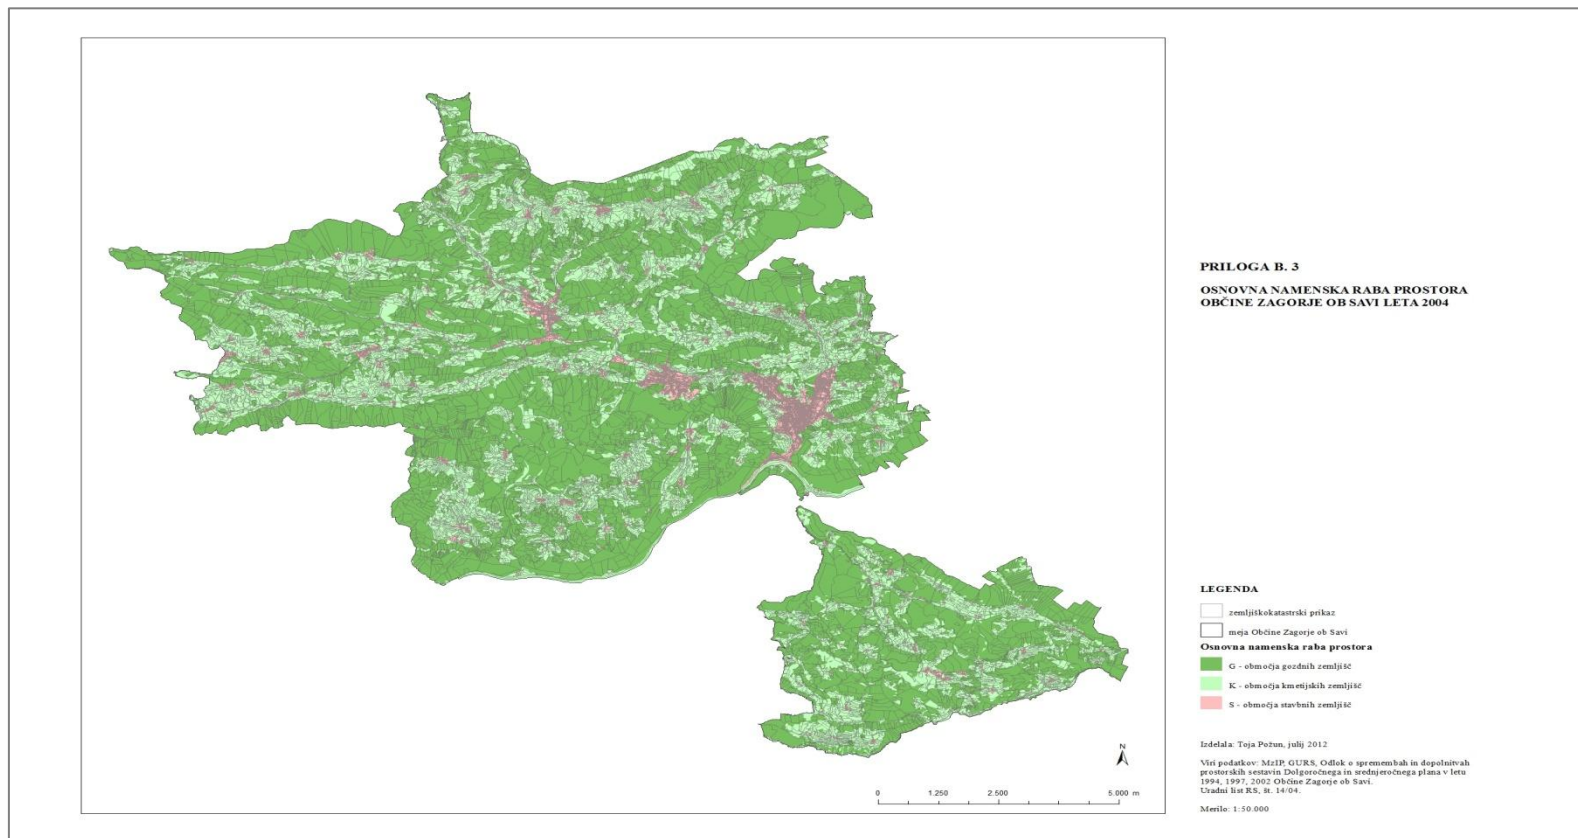 PRILOGA B. 3
OSNOVNA NAMENSKA RABA PROSTORA
OBČINE ZAGORJE OB SAVI LETA 2004
LEGENDA
zemljiškokatastrski prikaz
meja Občine Zagorje ob Savi
Osnovna namenska raba prostora
G - območja gozdnih zemljišč
K - območja kmetijskih zemljišč
S - območja stavbnih zemljišč
Izdelala: Toja Požun, julij 2012
Viri podatkov: MzIP, GURS, Odlok o spremembah in dopolnitvah
prostorskih sestavin Dolgoročnega in srednjeročnega plana v letu
1994, 1997, 2002 Občine Zagorje ob Savi.
Uradni list RS, št. 14/04.
Merilo: 1:50.000
N
0 1.250 2.500 5.000 m